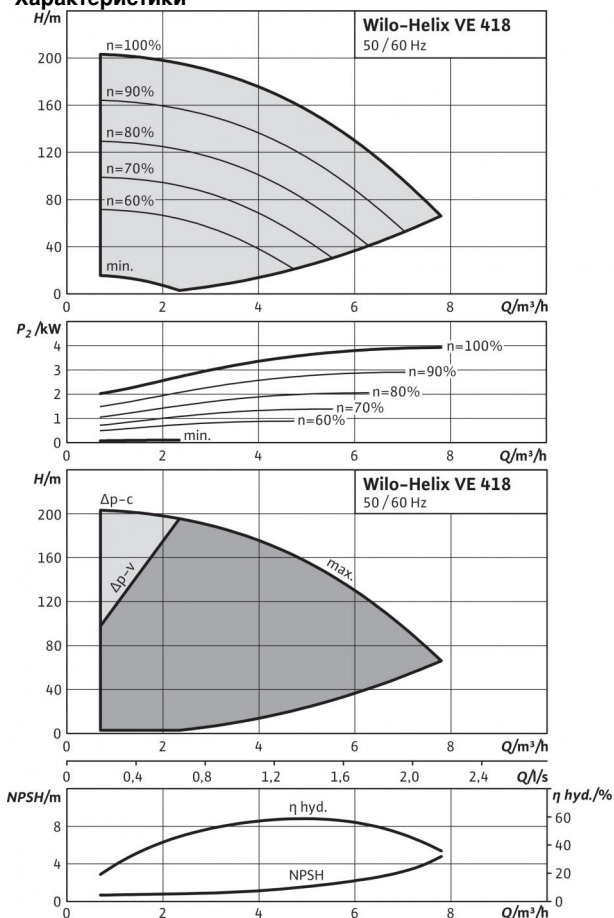 Характеристики
H/m
Wilo-Helix VE 418
50 / 60 Hz
n=100%
200
n=90%
160
n=80%
120
n=70%
80
n=60%
40
min.
0
0 2 4 6 8 Q/m³/h
P2 /kW
4
n=100%
3
n=90%
2
n=80%
n=70%
1
n=60%
min.
0
0 2 4 6 8 Q/m³/h
H/m
Wilo-Helix VE 418
50 / 60 Hz
Δp-c
200
max.
160
Δp-v
120
80
40
0
0 2 4 6 8 Q/m³/h
0 0,4 0,8 1,2 1,6 2,0 2,4 Q/l/s
NPSH/m
η hyd./%
η hyd.
8
60
40
4
NPSH
20
0
0
0 2 4 6 8 Q/m³/h